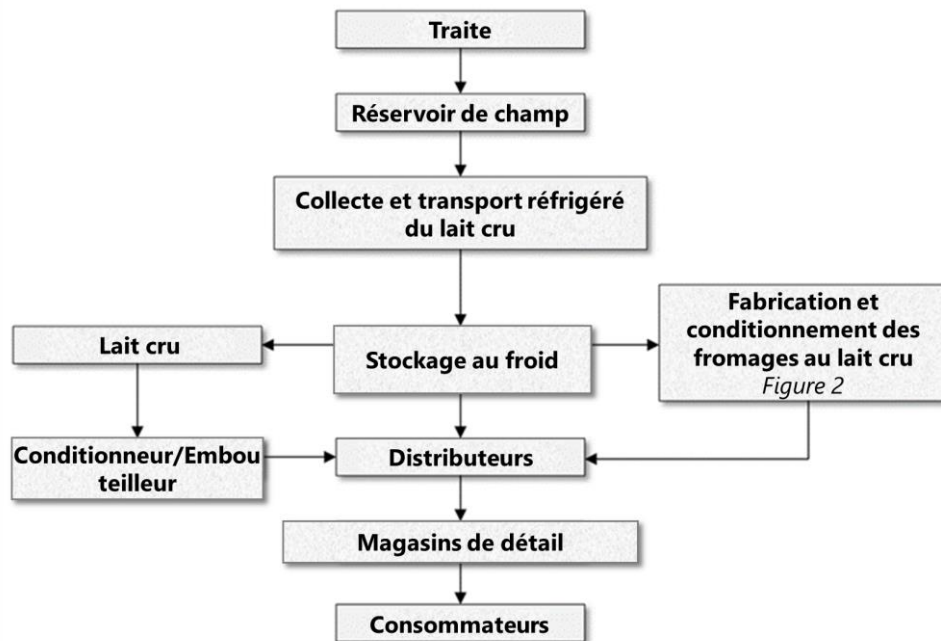 Traite
Réservoir de champ
Collecte et transport réfrigéré
du lait cru
Fabrication et
conditionnement des
fromages au lait cru
Figure 2
Lait cru
Stockage au froid
Conditionneur/Embou
teilleur
Distributeurs
Magasins de détail
Consommateurs